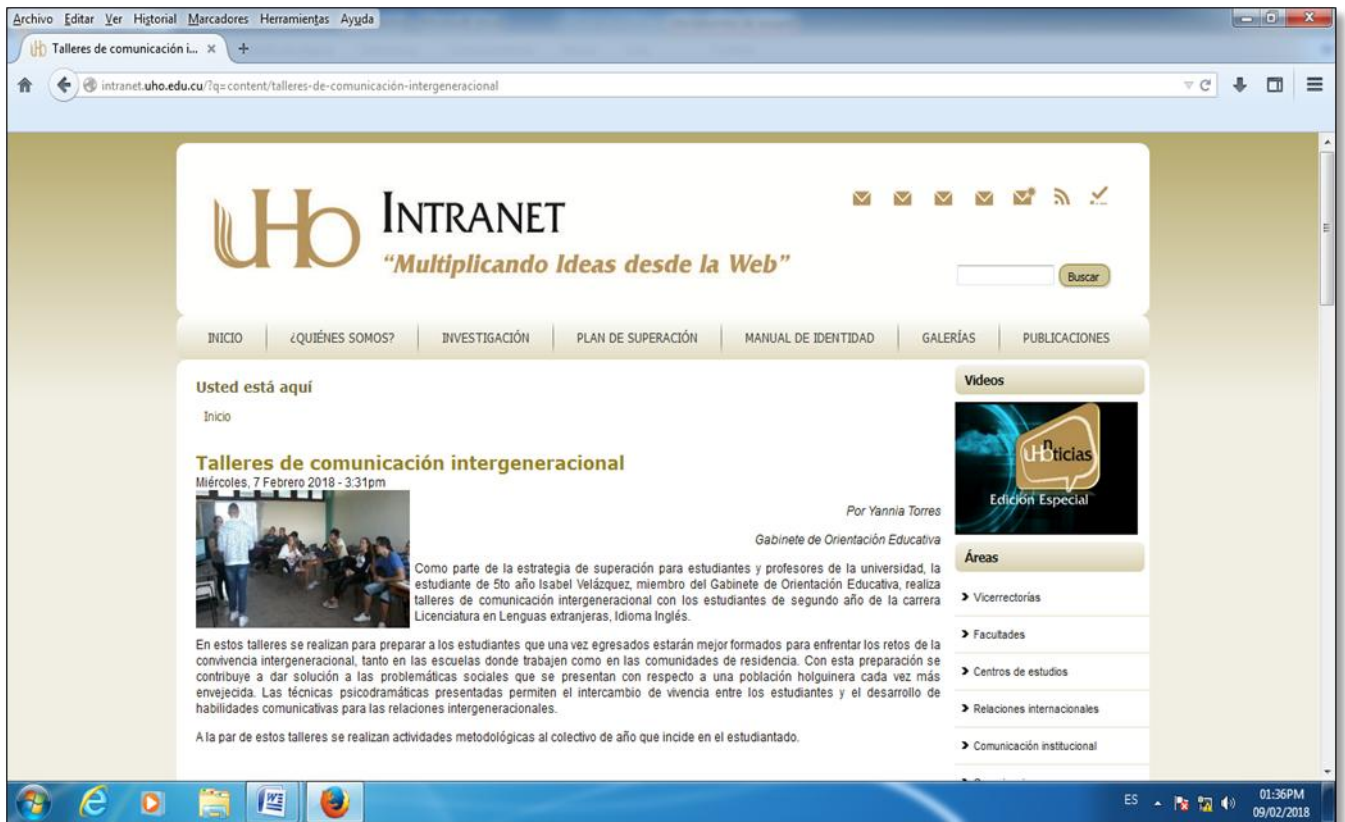 Archivo Editar Ver Historial Marcadores Herramientas Ayuda
Talleres de comunicación i...
intranet.uho.edu.cu/?q=content/talleres-de-comunicación-intergeneracional
uHo INTRANET
"Multiplicando Ideas desde la Web"
Buscar
INICIO ¿QUIÉNES SOMOS? INVESTIGACIÓN PLAN DE SUPERACIÓN MANUAL DE IDENTIDAD GALERÍAS PUBLICACIONES
Usted está aquí
Inicio
Talleres de comunicación intergeneracional
Miércoles, 7 Febrero 2018 - 3:31pm
Por Yannia Torres
Gabinete de Orientación Educativa
Como parte de la estrategia de superación para estudiantes y profesores de la universidad, la
estudiante de 5to año Isabel Velázquez, miembro del Gabinete de Orientación Educativa, realiza
talleres de comunicación intergeneracional con los estudiantes de segundo año de la carrera
Licenciatura en Lenguas extranjeras, Idioma Inglés.
En estos talleres se realizan para preparar a los estudiantes que una vez egresados estarán mejor formados para enfrentar los retos de la
convivencia intergeneracional, tanto en las escuelas donde trabajen como en las comunidades de residencia. Con esta preparación se
contribuye a dar solución a las problemáticas sociales que se presentan con respecto a una población holguinera cada vez más
envejecida. Las técnicas psicodramáticas presentadas permiten el intercambio de vivencia entre los estudiantes y el desarrollo de
habilidades comunicativas para las relaciones intergeneracionales.
A la par de estos talleres se realizan actividades metodológicas al colectivo de año que incide en el estudiantado.
Videos
uHo nticias
Edición Especial
Áreas
Vicerrectorías
Facultades
Centros de estudios
Relaciones internacionales
Comunicación institucional
ES
01:36PM
09/02/2018